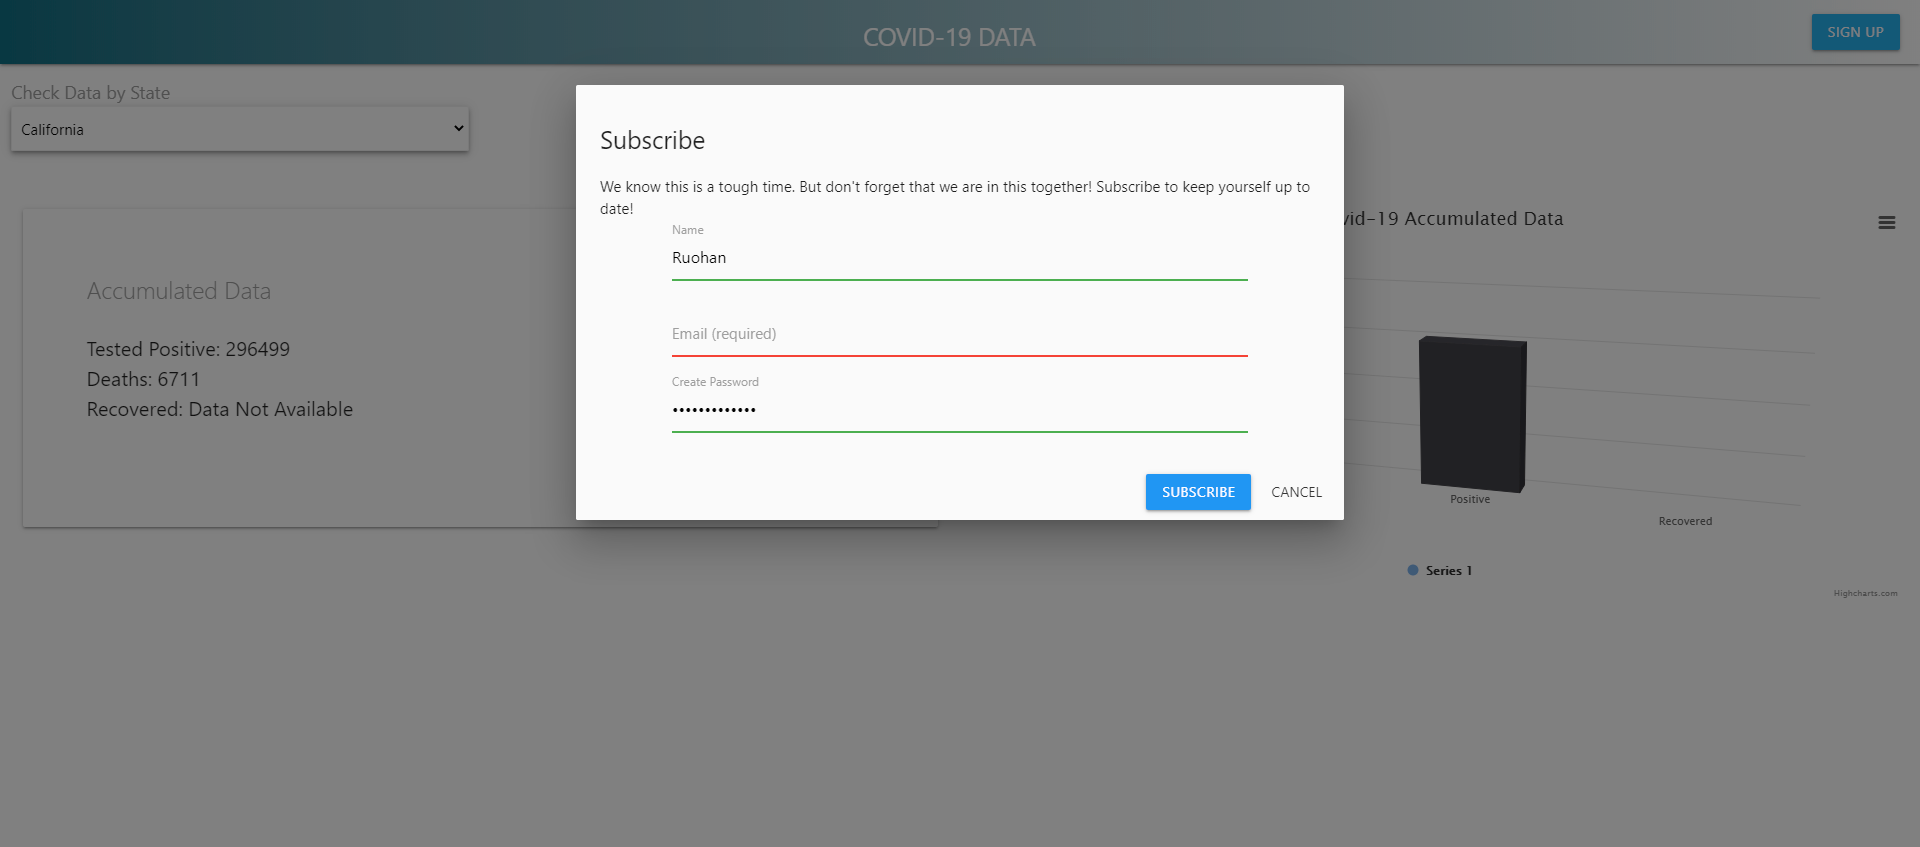 COVID-19 DATA
SIGN UP
Check Data by State
California
Subscribe
We know this is a tough time. But don't forget that we are in this together! Subscribe to keep yourself up to
date!
Name
Ruohan
Email (required)
Create Password
•••••••••••••
SUBSCRIBE
CANCEL
Accumulated Data
Tested Positive: 296499
Deaths: 6711
Recovered: Data Not Available
vid-19 Accumulated Data
Positive
Recovered
Series 1
Highcharts.com